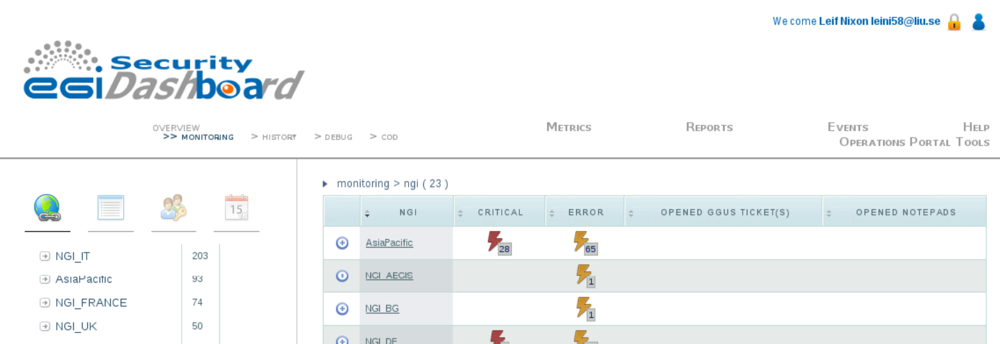 We come Leif Nixon leini58@liu.se
Security
egi Dashboard
OVERVIEW
>> MONITORING > HISTORY > DEBUG > COD
METRICS REPORTS EVENTS HELP
OPERATIONS PORTAL TOOLS
15
NGI_IT 203
AsiaPacific 93
NGI_FRANCE 74
NGI_UK 50
monitoring > ngi ( 23 )
NGI CRITICAL ERROR OPENED GGUS TICKET(S) OPENED NOTEPADS
AsiaPacific 28 65
NGI_AEGIS 1
NGI_BG 1
NGI_DE